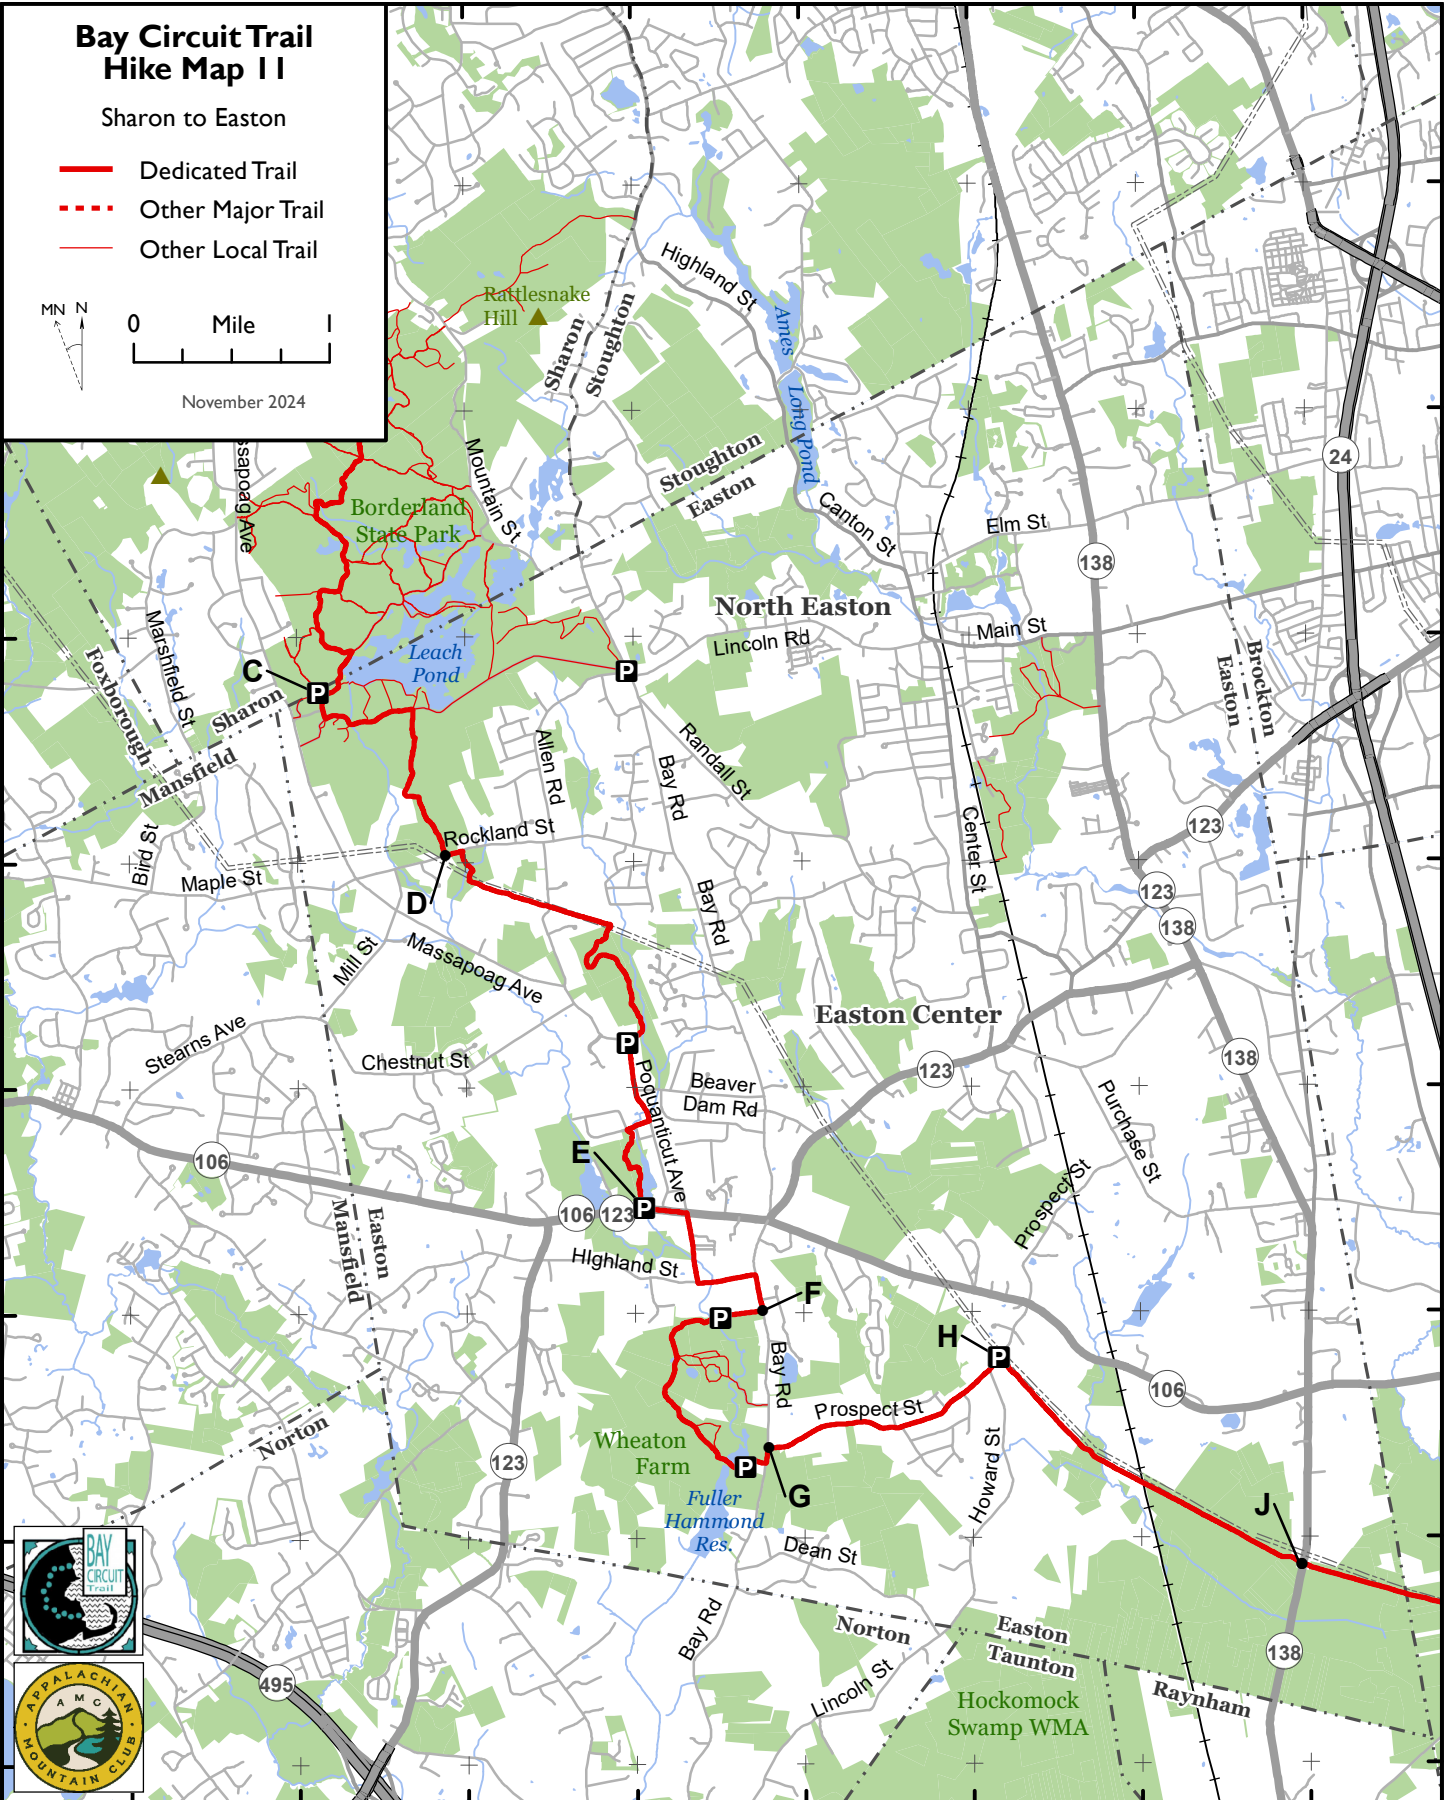 Bay Circuit Trail
Hike Map 11
Sharon to Easton
Dedicated Trail
Other Major Trail
Other Local Trail
MN N
0 Mile 1
November 2024
Rattlesnake
Hill
Highland St
Sharon
Stoughton
Ames
Long Pond
24
Stoughton
Easton
Canton St
Elm St
138
ssapoag Ave
Mountain St
Borderland
State Park
North Easton
Lincoln Rd
Main St
Marshfield St
Foxborough
Leach
Pond
C
P
P
Brockton
Easton
Sharon
Mansfield
Allen Rd
Bay Rd
Randall St
Center St
123
Bird St
Maple St
Rockland St
D
123
138
Bay Rd
Mill St
Massapoag Ave
Easton Center
Stearns Ave
Chestnut St
P
Poquanticut Ave
Beaver
Dam Rd
123
138
Purchase St
Prospect St
106
E
P
106
123
Easton
Mansfield
HIghland St
F
P
H
P
Bay Rd
Prospect St
106
Norton
123
Wheaton
Farm
P
G
Howard St
Fuller
Hammond
Res.
Dean St
J
BAY
CIRCUIT
Trail
Bay Rd
Norton
Easton
Taunton
Lincoln St
138
Raynham
495
Hockomock
Swamp WMA
APPALACHIAN
AMC
MOUNTAIN CLUB